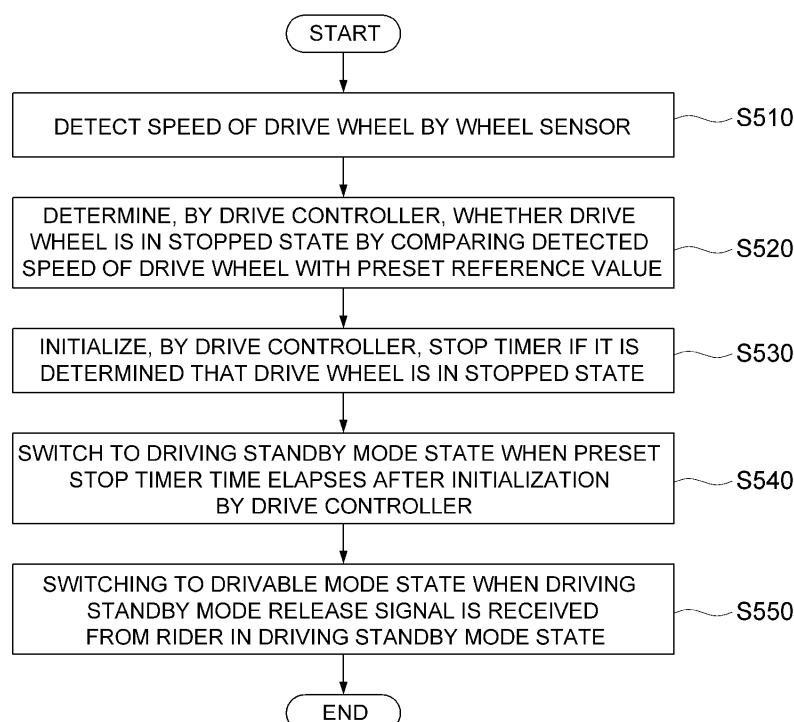 START
DETECT SPEED OF DRIVE WHEEL BY WHEEL SENSOR
S510
DETERMINE, BY DRIVE CONTROLLER, WHETHER DRIVE
WHEEL IS IN STOPPED STATE BY COMPARING DETECTED
SPEED OF DRIVE WHEEL WITH PRESET REFERENCE VALUE
S520
INITIALIZE, BY DRIVE CONTROLLER, STOP TIMER IF IT IS
DETERMINED THAT DRIVE WHEEL IS IN STOPPED STATE
S530
SWITCH TO DRIVING STANDBY MODE STATE WHEN PRESET
STOP TIMER TIME ELAPSES AFTER INITIALIZATION
BY DRIVE CONTROLLER
S540
SWITCHING TO DRIVABLE MODE STATE WHEN DRIVING
STANDBY MODE RELEASE SIGNAL IS RECEIVED
FROM RIDER IN DRIVING STANDBY MODE STATE
S550
END